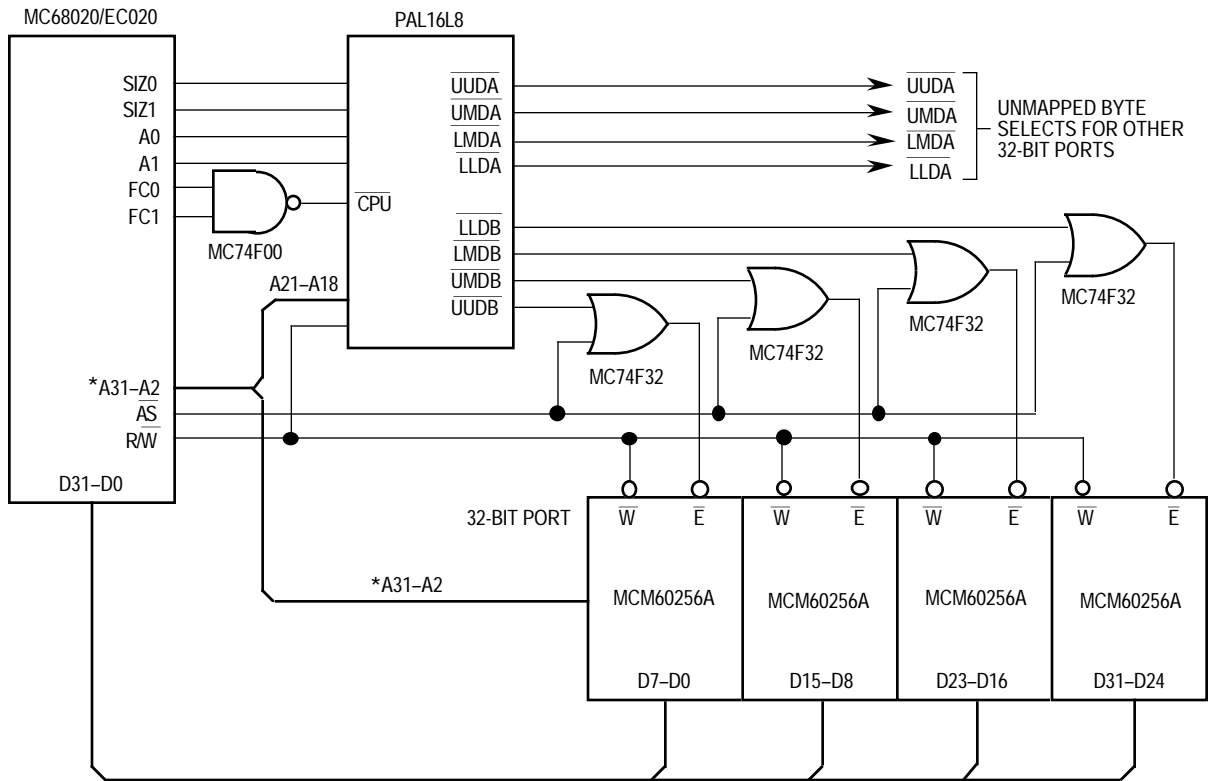 MC68020/EC020
PAL16L8
SIZ0
SIZ1
A0
A1
FC0
FC1
MC74F00
CPU
UUDA
UMDA
LMDA
LLDA
UUDA
UMDA
LMDA
LLDA
UNMAPPED BYTE
SELECTS FOR OTHER
32-BIT PORTS
LLDB
LMDB
UMDB
UUDB
A21–A18
MC74F32
MC74F32
MC74F32
MC74F32
*A31–A2
AS
R/W
D31–D0
32-BIT PORT
W
E
W
E
W
E
W
E
*A31–A2
MCM60256A
MCM60256A
MCM60256A
MCM60256A
D7–D0
D15–D8
D23–D16
D31–D24